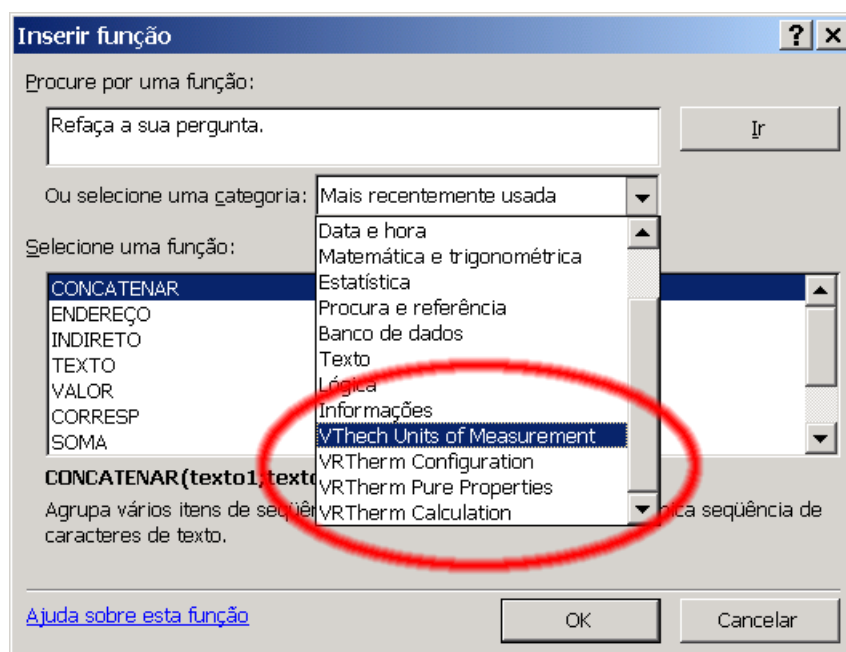 Inserir função
Procure por uma função:
Refaça a sua pergunta.
Ir
Ou selecione uma categoria: Mais recentemente usada
Data e hora
Matemática e trigonométrica
Estatística
Procura e referência
Banco de dados
Texto
Lógica
Informações
VThech Units of Measurement
VRTherm Configuration
VRTherm Pure Properties
VRTherm Calculation
Selecione uma função:
CONCATENAR
ENDEREÇO
INDIRETO
TEXTO
VALOR
CORRESP
SOMA
CONCATENAR(texto1;texto
Agrupa vários itens de seqüên nica seqüência de
caracteres de texto.
Ajuda sobre esta função
OK
Cancelar